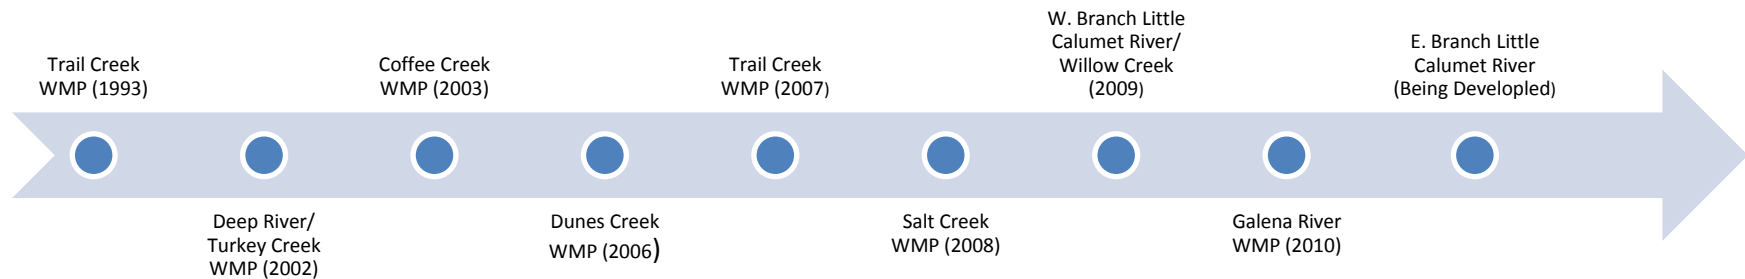 Trail Creek
WMP (1993)
Deep River/
Turkey Creek
WMP (2002)
Coffee Creek
WMP (2003)
Dunes Creek
WMP (2006)
Trail Creek
WMP (2007)
Salt Creek
WMP (2008)
W. Branch Little
Calumet River/
Willow Creek
(2009)
Galena River
WMP (2010)
E. Branch Little
Calumet River
(Being Developled)